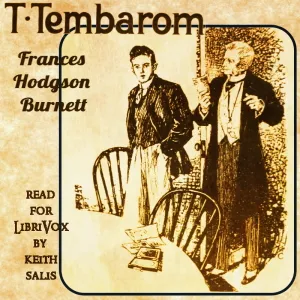 T. Tembarom
Frances
Hodgson
Burnett
READ
FOR
LIBRIVOX
BY
KEITH
SALIS